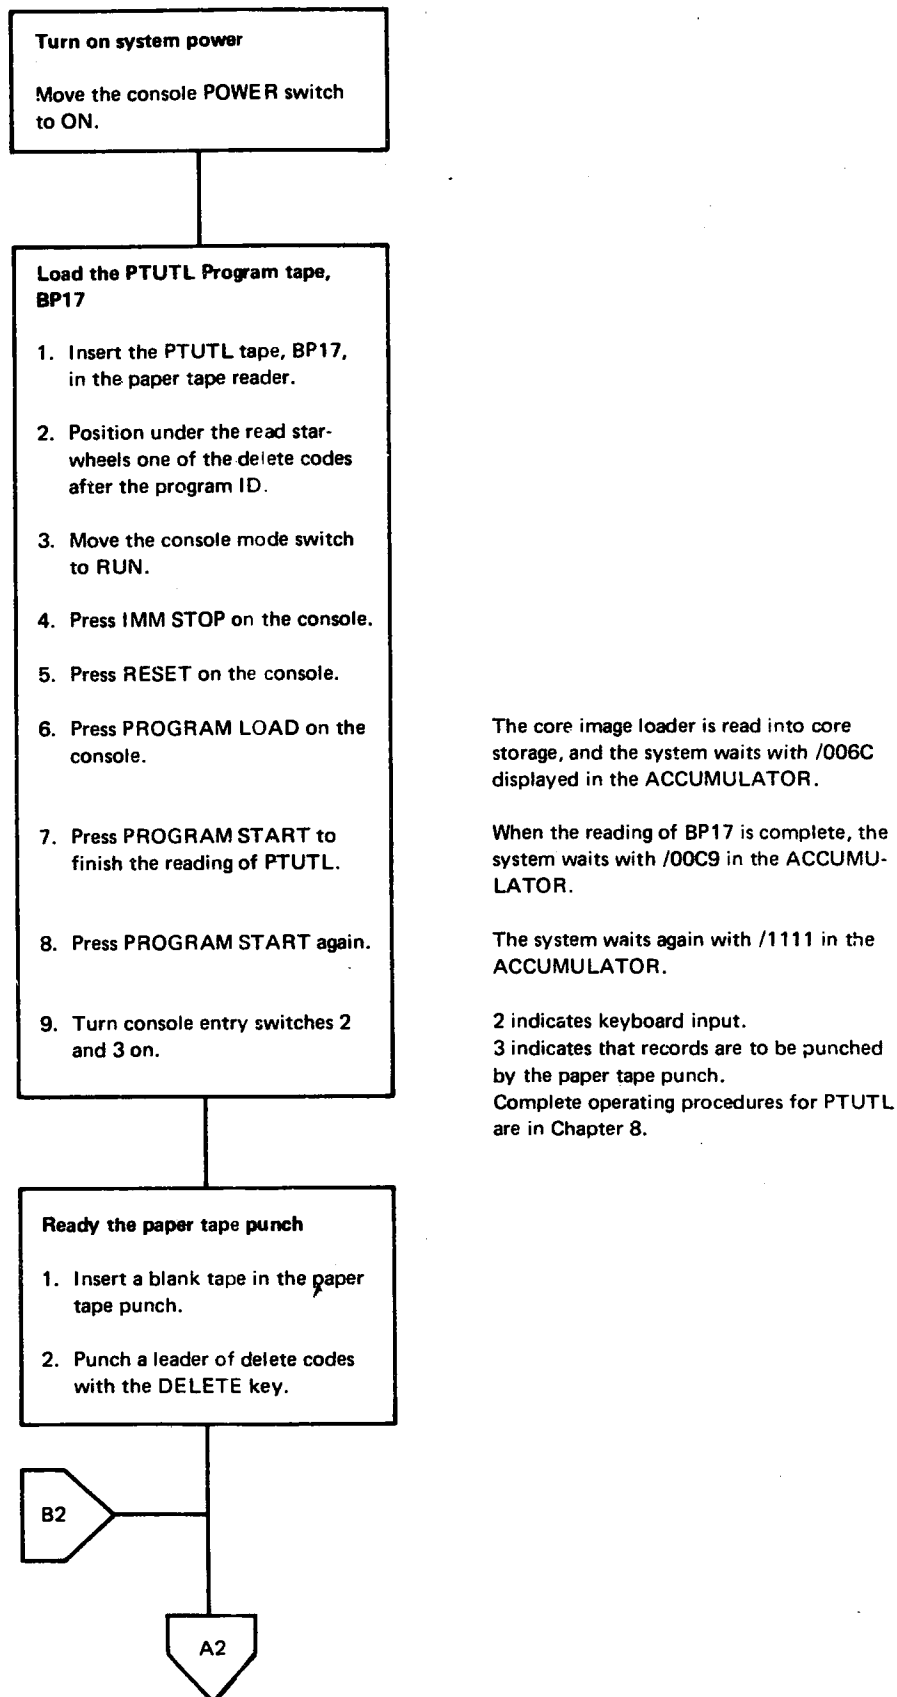 Turn on system power
Move the console POWER switch
to ON.
Load the PTUTL Program tape,
BP17
1. Insert the PTUTL tape, BP17,
in the paper tape reader.
2. Position under the read star-
wheels one of the delete codes
after the program ID.
3. Move the console mode switch
to RUN.
4. Press IMM STOP on the console.
5. Press RESET on the console.
6. Press PROGRAM LOAD on the
console.
The core image loader is read into core
storage, and the system waits with /006C
displayed in the ACCUMULATOR.
7. Press PROGRAM START to
finish the reading of PTUTL.
When the reading of BP17 is complete, the
system waits with /00C9 in the ACCUMU-
LATOR.
8. Press PROGRAM START again.
The system waits again with /1111 in the
ACCUMULATOR.
9. Turn console entry switches 2
and 3 on.
2 indicates keyboard input.
3 indicates that records are to be punched
by the paper tape punch.
Complete operating procedures for PTUTL
are in Chapter 8.
Ready the paper tape punch
1. Insert a blank tape in the paper
tape punch.
2. Punch a leader of delete codes
with the DELETE key.
B2
A2